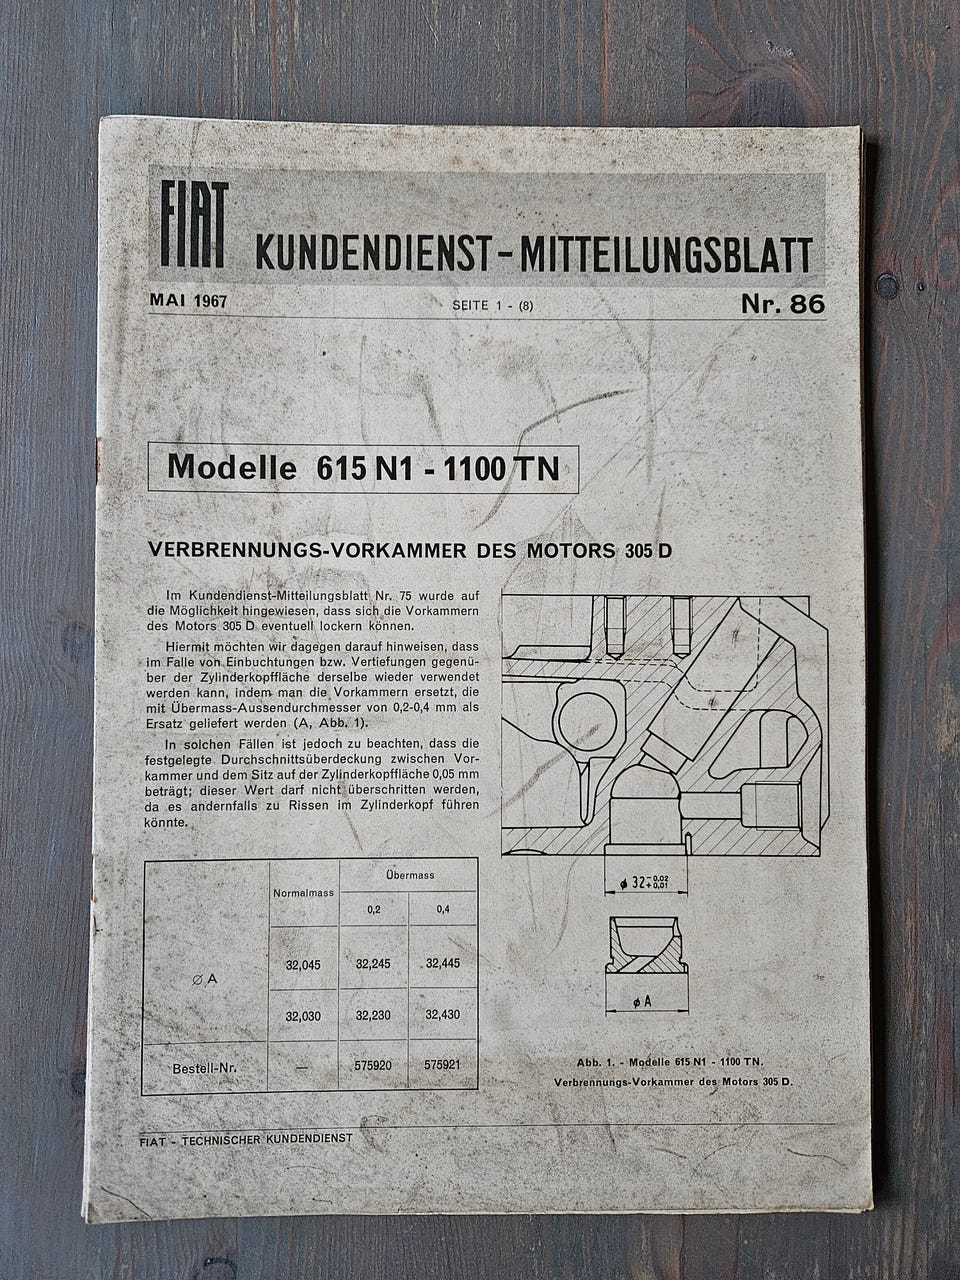 FIAT
KUNDENDIENST - MITTEILUNGSBLATT
MAI 1967
SEITE 1 - (8)
Nr. 86
Modelle 615 N1 - 1100 TN
VERBRENNUNGS-VORKAMMER DES MOTORS 305 D
Im Kundendienst-Mitteilungsblatt Nr. 75 wurde auf
die Möglichkeit hingewiesen, dass sich die Vorkammern
des Motors 305 D eventuell lockern können.
Hiermit möchten wir dagegen darauf hinweisen, dass
im Falle von Einbuchtungen bzw. Vertiefungen gegenü-
ber der Zylinderkopffläche derselbe wieder verwendet
werden kann, indem man die Vorkammern ersetzt, die
mit Übermass-Aussendurchmesser von 0,2-0,4 mm als
Ersatz geliefert werden (A, Abb. 1).
In solchen Fällen ist jedoch zu beachten, dass die
festgelegte Durchschnittsüberdeckung zwischen Vor-
kammer und dem Sitz auf der Zylinderkopffläche 0,05 mm
beträgt; dieser Wert darf nicht überschritten werden,
da es andernfalls zu Rissen im Zylinderkopf führen
könnte.
Normalmass
Übermass
0,2 0,4
⌀ A
32,045 32,245 32,445
32,030 32,230 32,430
Bestell-Nr. — 575920 575921
ϕ 32 -0,02 +0,01
ϕ A
Abb. 1. - Modelle 615 N1 - 1100 TN.
Verbrennungs-Vorkammer des Motors 305 D.
FIAT - TECHNISCHER KUNDENDIENST